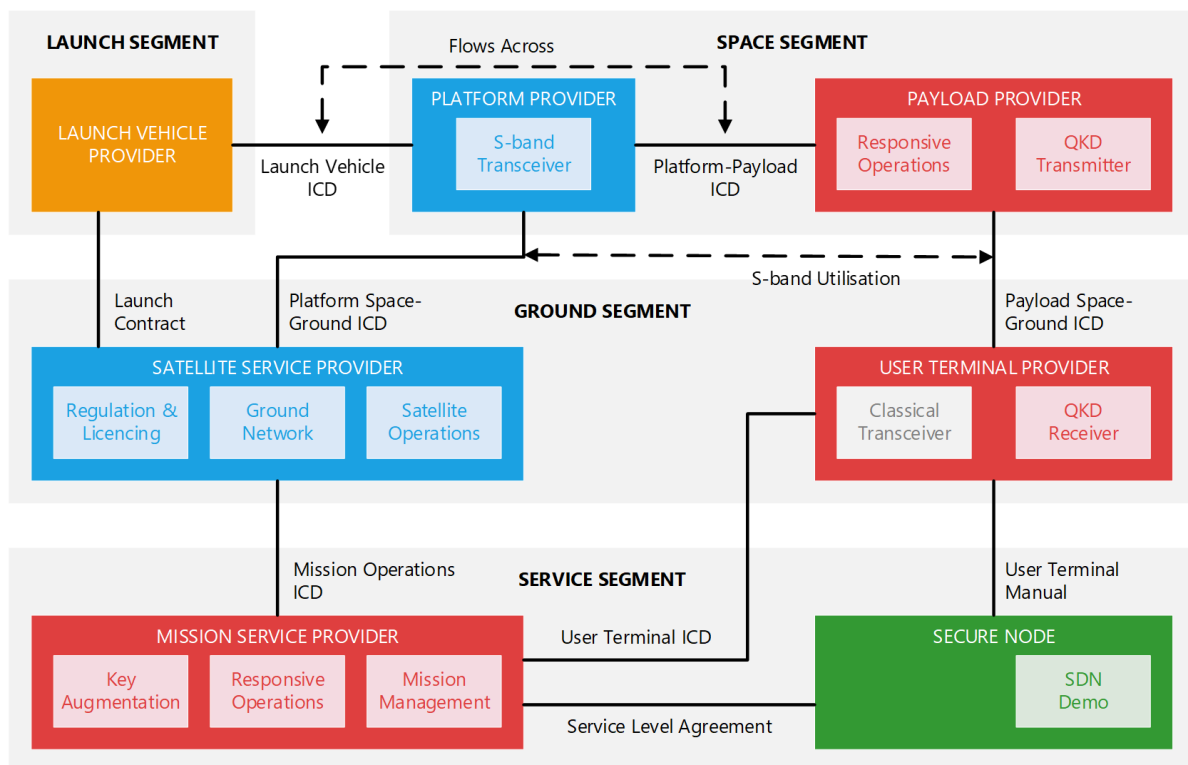 LAUNCH SEGMENT
Flows Across
SPACE SEGMENT
LAUNCH VEHICLE
PROVIDER
PLATFORM PROVIDER
S-band
Transceiver
PAYLOAD PROVIDER
Responsive
Operations
QKD
Transmitter
Launch Vehicle
ICD
Platform-Payload
ICD
S-band Utilisation
Launch
Contract
Platform Space-
Ground ICD
GROUND SEGMENT
Payload Space-
Ground ICD
SATELLITE SERVICE PROVIDER
Regulation &
Licencing
Ground
Network
Satellite
Operations
USER TERMINAL PROVIDER
Classical
Transceiver
QKD
Receiver
Mission Operations
ICD
SERVICE SEGMENT
User Terminal
Manual
MISSION SERVICE PROVIDER
Key
Augmentation
Responsive
Operations
Mission
Management
User Terminal ICD
Service Level Agreement
SECURE NODE
SDN
Demo